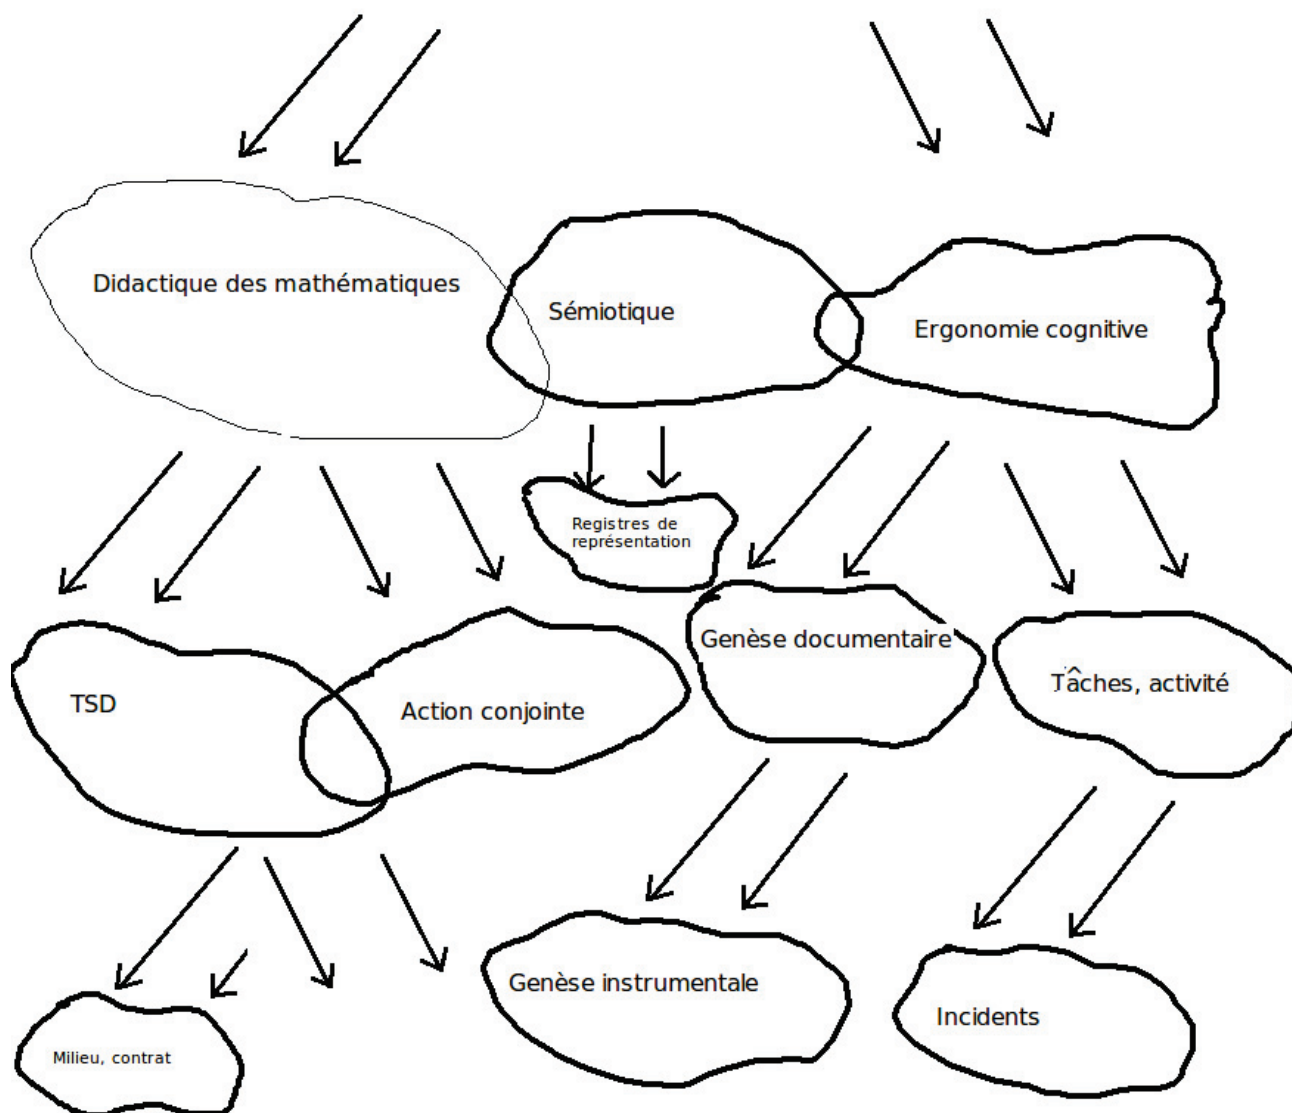 Didactique des mathématiques
Sémiotique
Ergonomie cognitive
Registres de
représentation
Genèse documentaire
Tâches, activité
TSD
Action conjointe
Genèse instrumentale
Incidents
Milieu, contrat